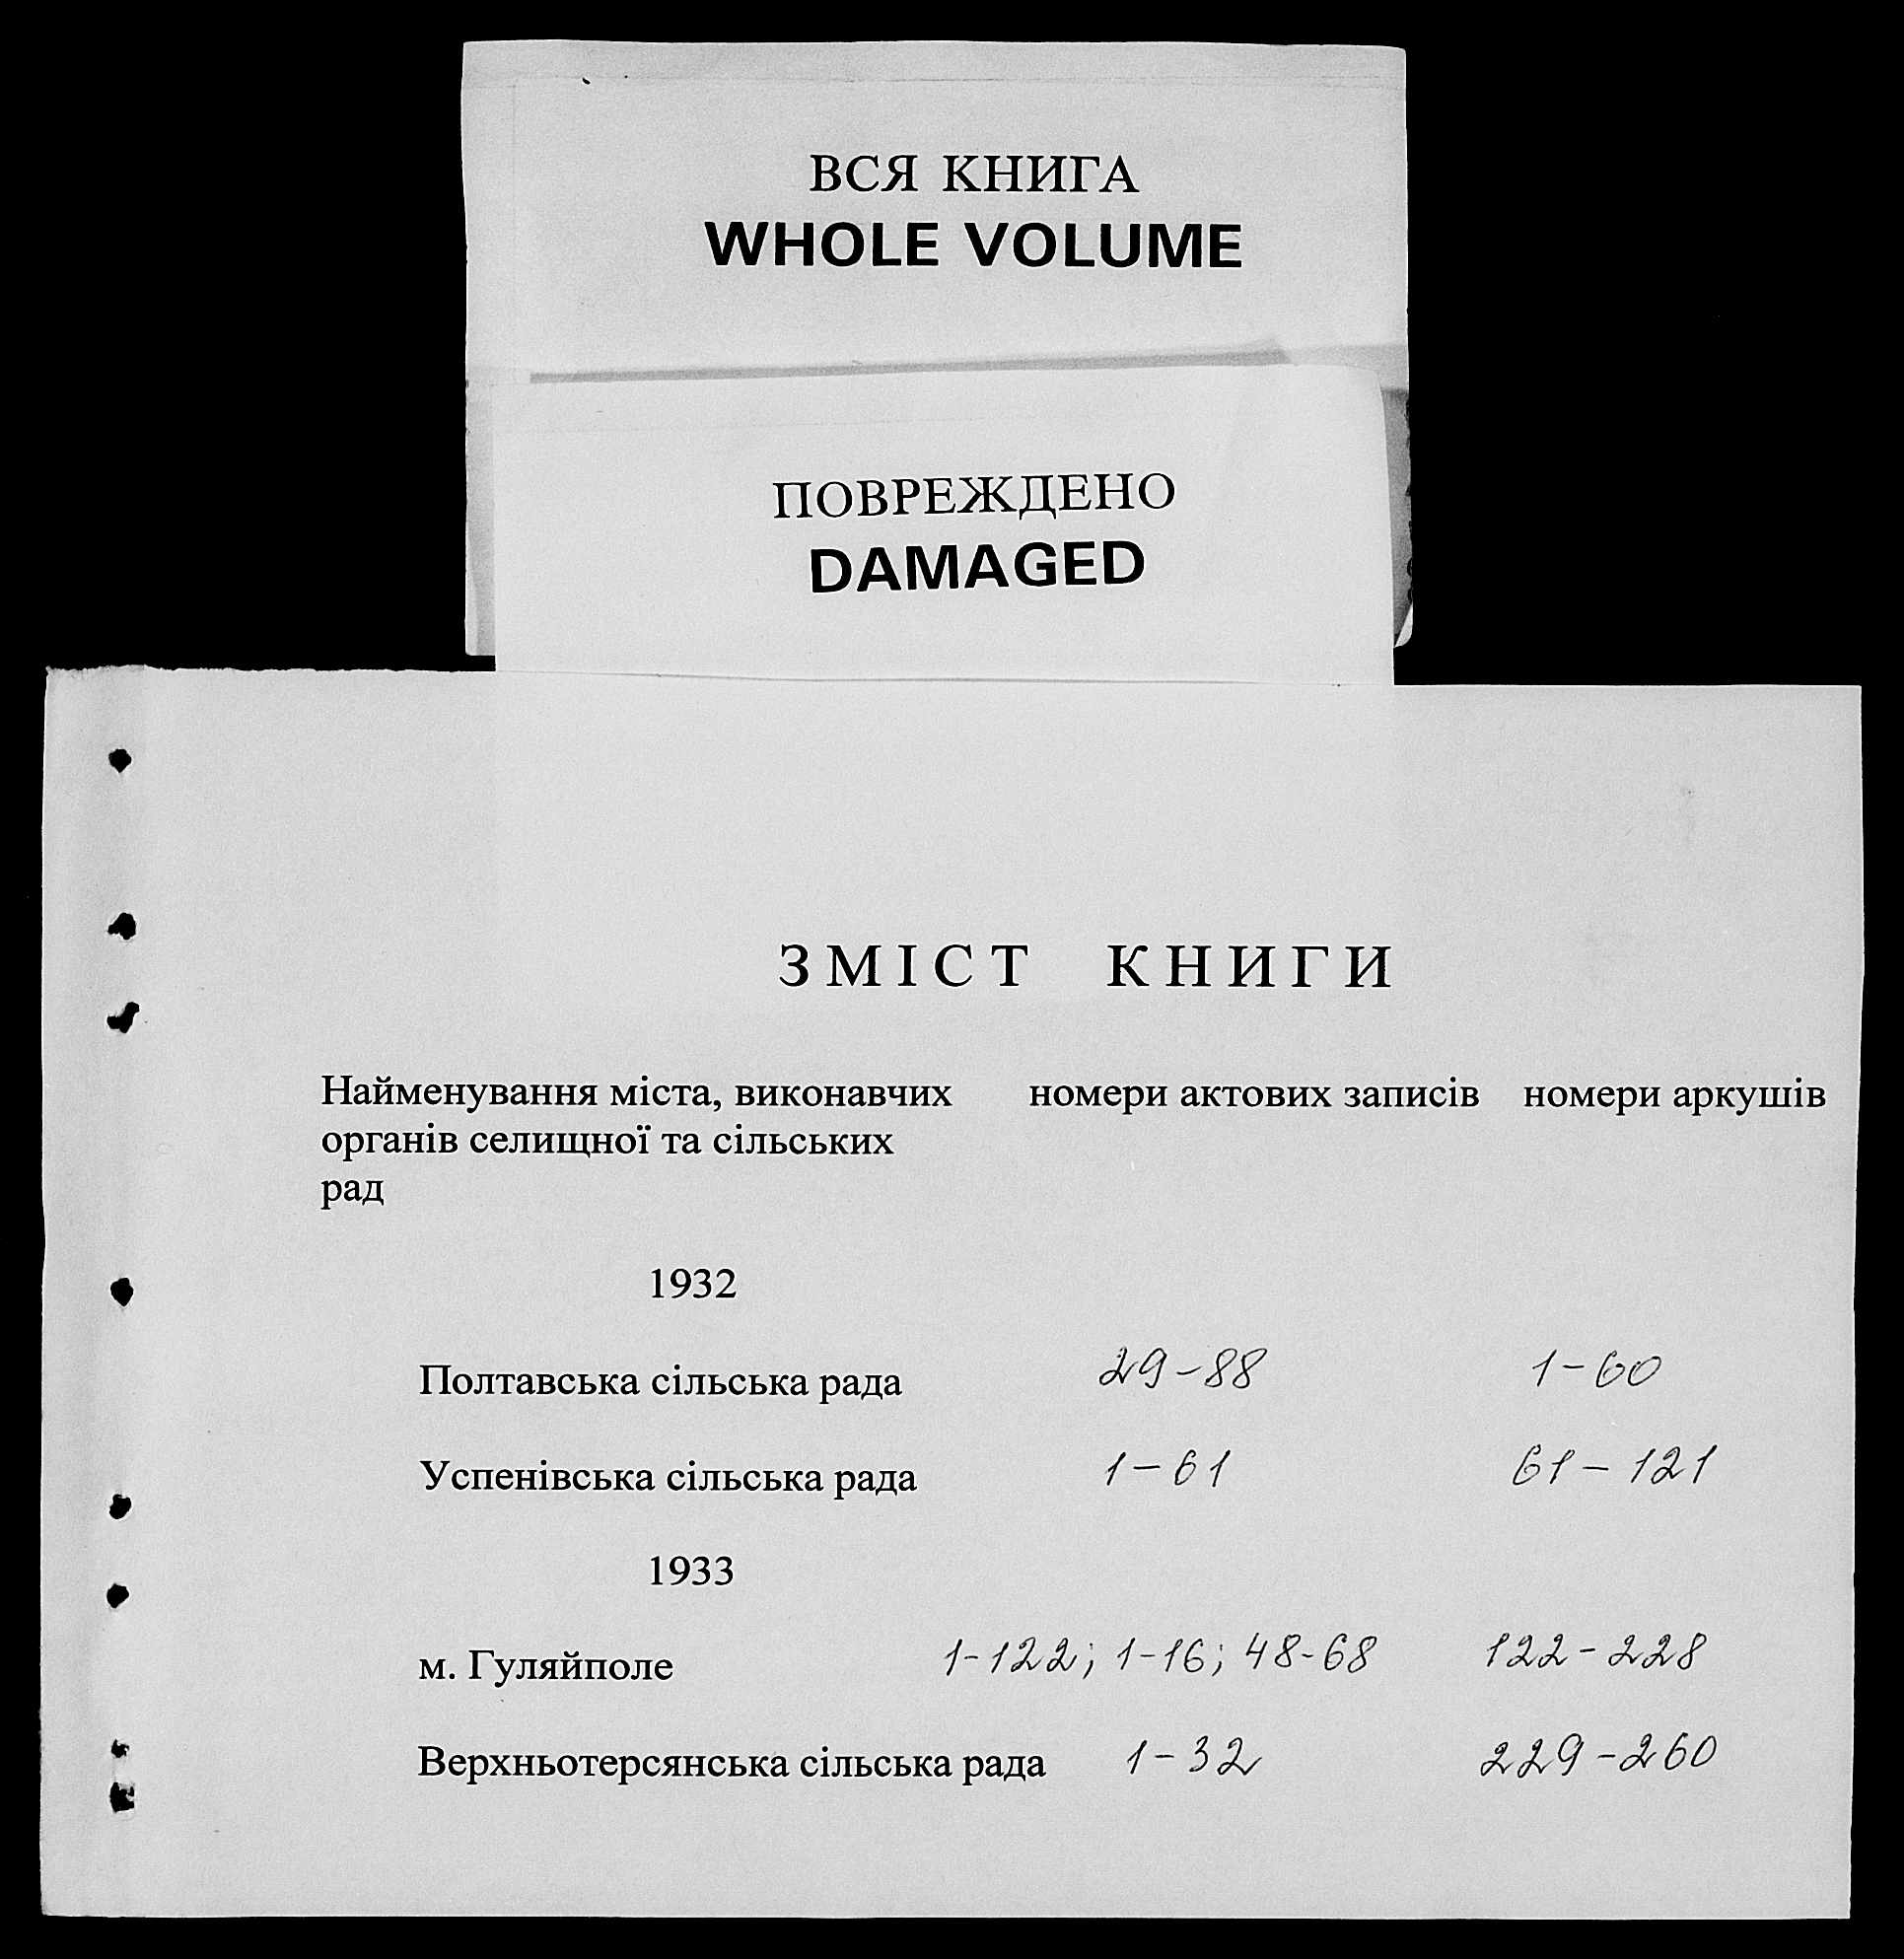 ВСЯ КНИГА
WHOLE VOLUME
ПОВРЕЖДЕНО
DAMAGED
ЗМІСТ КНИГИ
Найменування міста, виконавчих номери актових записів номери аркушів
органів селищної та сільських
рад
1932
Полтавська сільська рада 29-88 1-60
Успенівська сільська рада 1-61 61-121
1933
м. Гуляйполе 1-122; 1-16; 48-68 122-228
Верхньотерсянська сільська рада 1-32 229-260